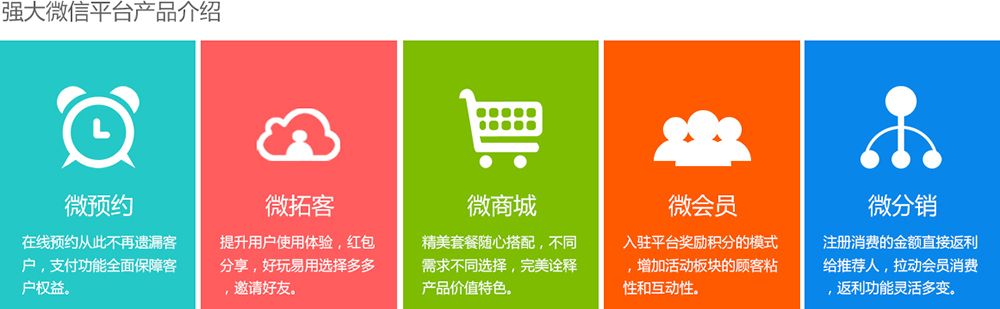 强大微信平台产品介绍
微预约
在线预约从此不再遗漏客
户，支付功能全面保障客
户权益。
微拓客
提升用户使用体验，红包
分享，好玩易用选择多多
，邀请好友。
微商城
精美套餐随心搭配，不同
需求不同选择，完美诠释
产品价值特色。
微会员
入驻平台奖励积分的模式
，增加活动板块的顾客粘
性和互动性。
微分销
注册消费的金额直接返利
给推荐人，拉动会员消费
，返利功能灵活多变。